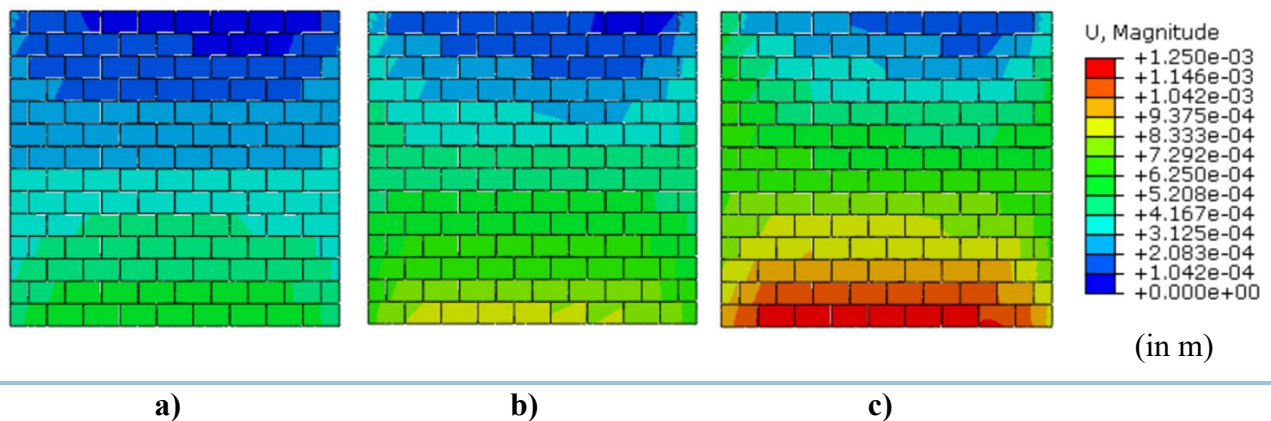 U, Magnitude
+1.250e-03
+1.146e-03
+1.042e-03
+9.375e-04
+8.333e-04
+7.292e-04
+6.250e-04
+5.208e-04
+4.167e-04
+3.125e-04
+2.083e-04
+1.042e-04
+0.000e+00
(in m)
a) b) c)